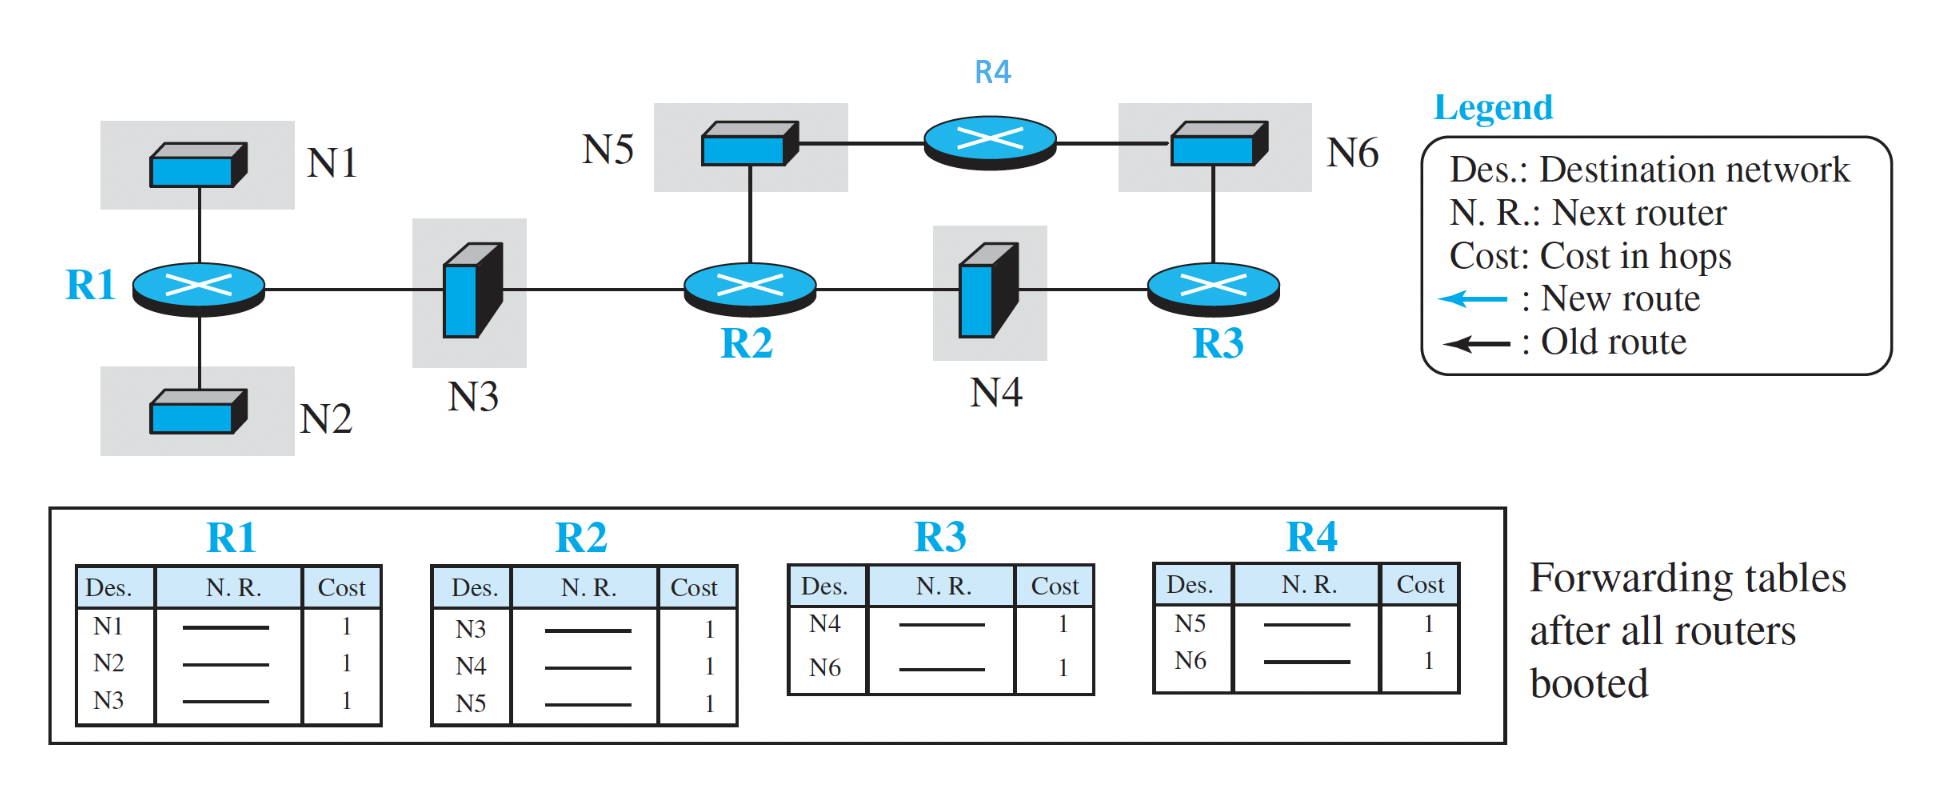 R4
Legend
N5
N6
N1
Des.: Destination network
N. R.: Next router
Cost: Cost in hops
: New route
: Old route
R1
R2
R3
N3
N4
N2
R1
Des. N. R. Cost
N1 1
N2 1
N3 1
R2
Des. N. R. Cost
N3 1
N4 1
N5 1
R3
Des. N. R. Cost
N4 1
N6 1
R4
Des. N. R. Cost
N5 1
N6 1
Forwarding tables
after all routers
booted